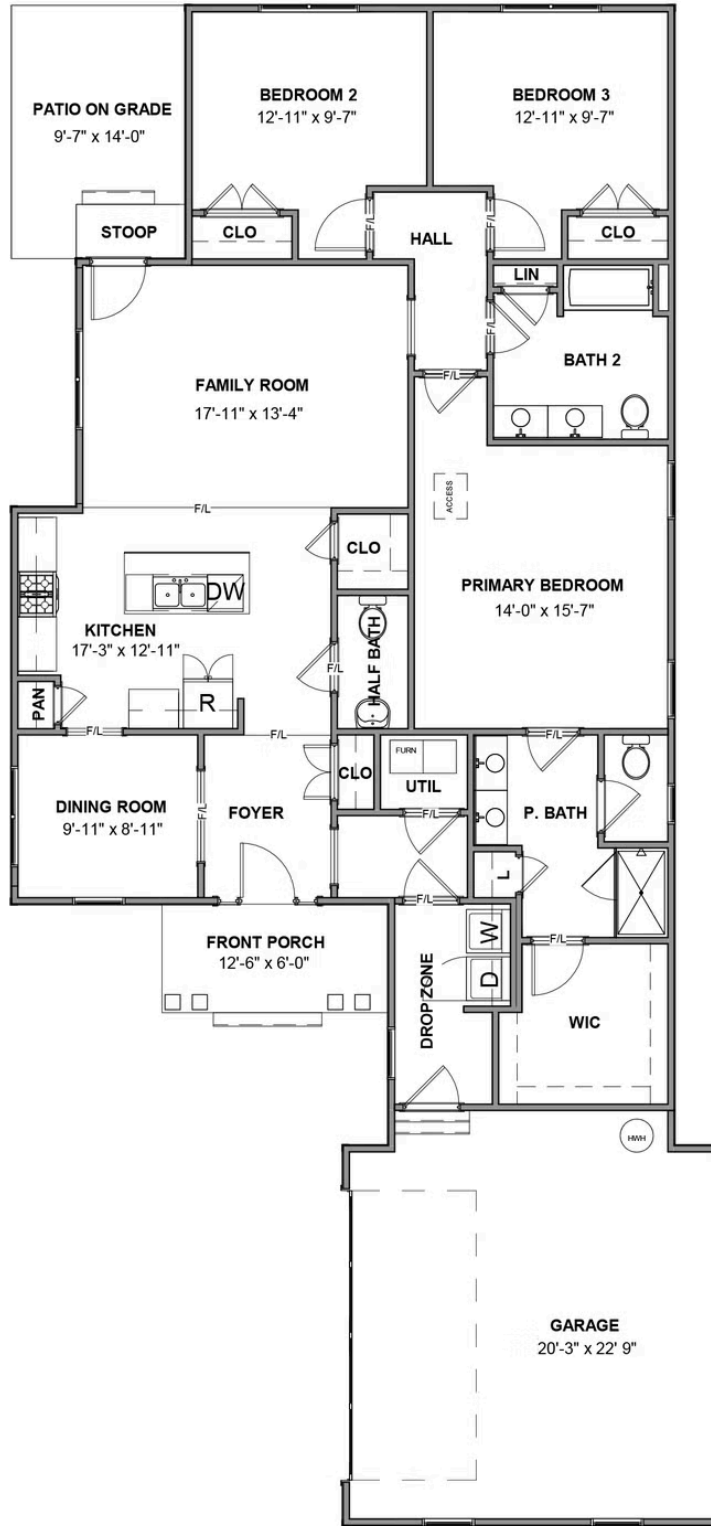 BEDROOM 2
12'-11" x 9'-7"
BEDROOM 3
12'-11" x 9'-7"
PATIO ON GRADE
9'-7" x 14'-0"
STOOP
CLO
F/L
HALL
F/L
CLO
LIN
F/L
BATH 2
FAMILY ROOM
17'-11" x 13'-4"
F/L
ACCESS
F/L
CLO
DW
PRIMARY BEDROOM
14'-0" x 15'-7"
KITCHEN
17'-3" x 12'-11"
HALF BATH
F/L
R
PAN
F/L
F/L
F/L
FURN
UTIL
CLO
DINING ROOM
9'-11" x 8'-11"
F/L
FOYER
F/L
P. BATH
L
F/L
F/L
FRONT PORCH
12'-6" x 6'-0"
W
D
DROP ZONE
WIC
HWH
GARAGE
20'-3" x 22' 9"